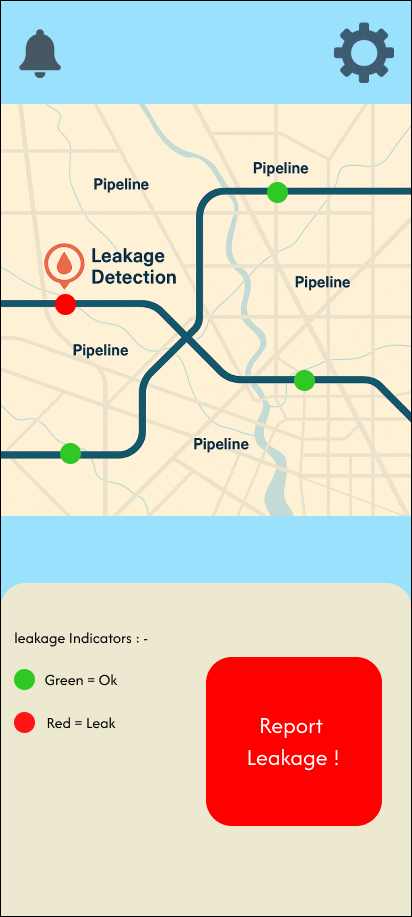 Pipeline
Pipeline
Leakage
Detection
Pipeline
Pipeline
Pipeline
leakage Indicators : -
Green = Ok
Red = Leak
Report
Leakage !